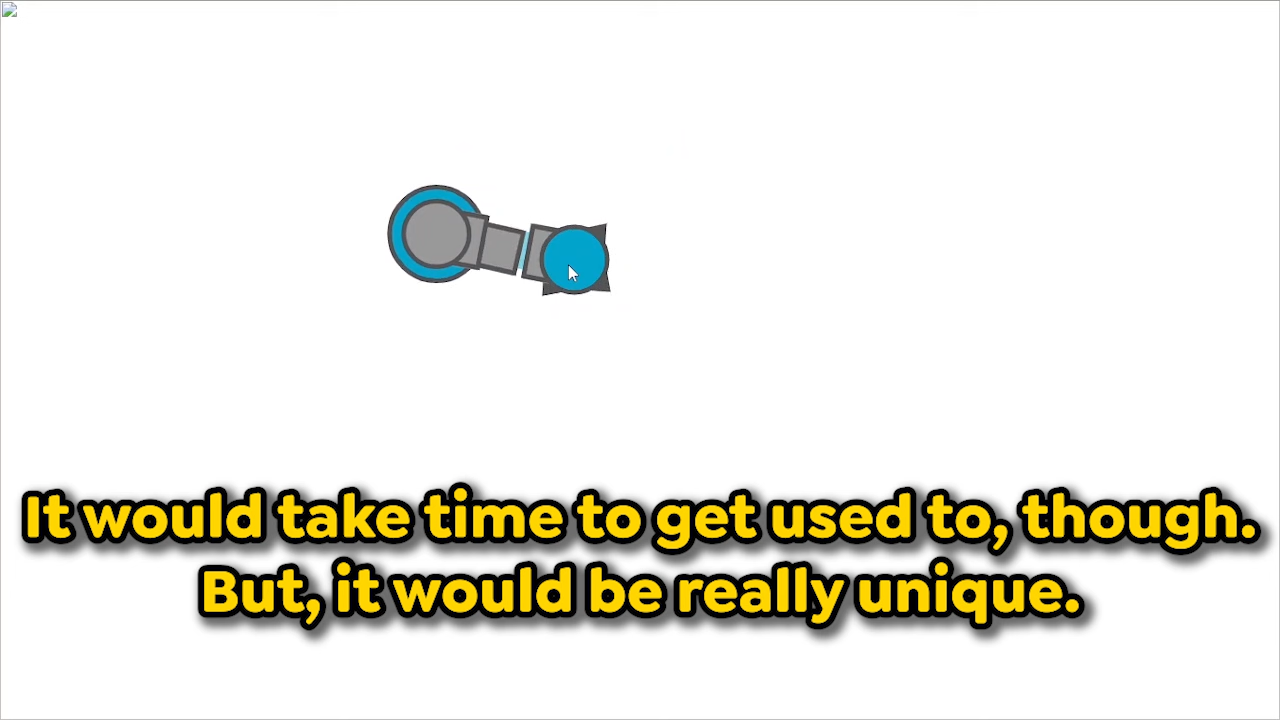 It would take time to get used to, though.
But, it would be really unique.